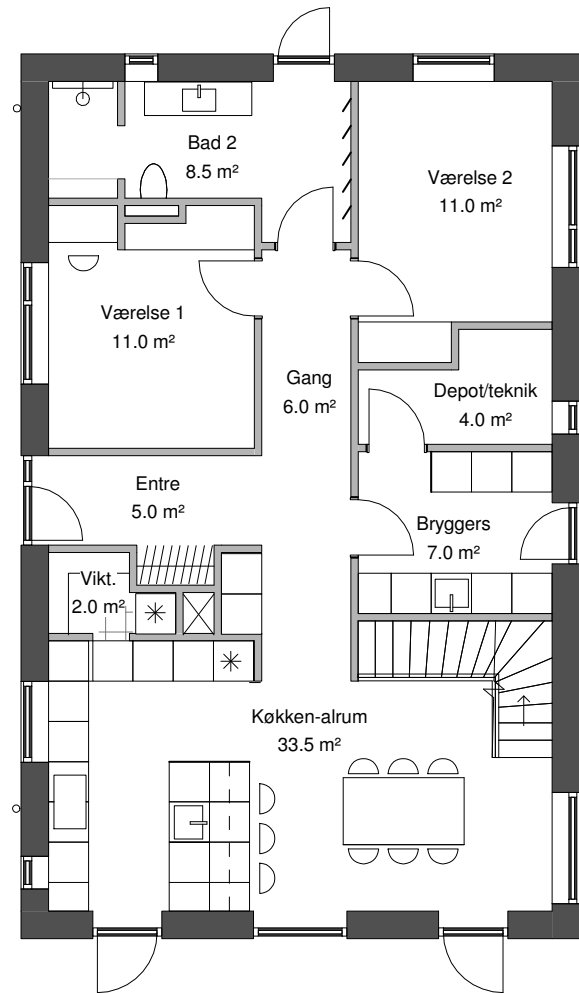 Bad 2
8.5 m²
Værelse 2
11.0 m²
Værelse 1
11.0 m²
Gang
6.0 m²
Depot/teknik
4.0 m²
Entre
5.0 m²
Bryggers
7.0 m²
Vikt.
2.0 m²
Køkken-alrum
33.5 m²